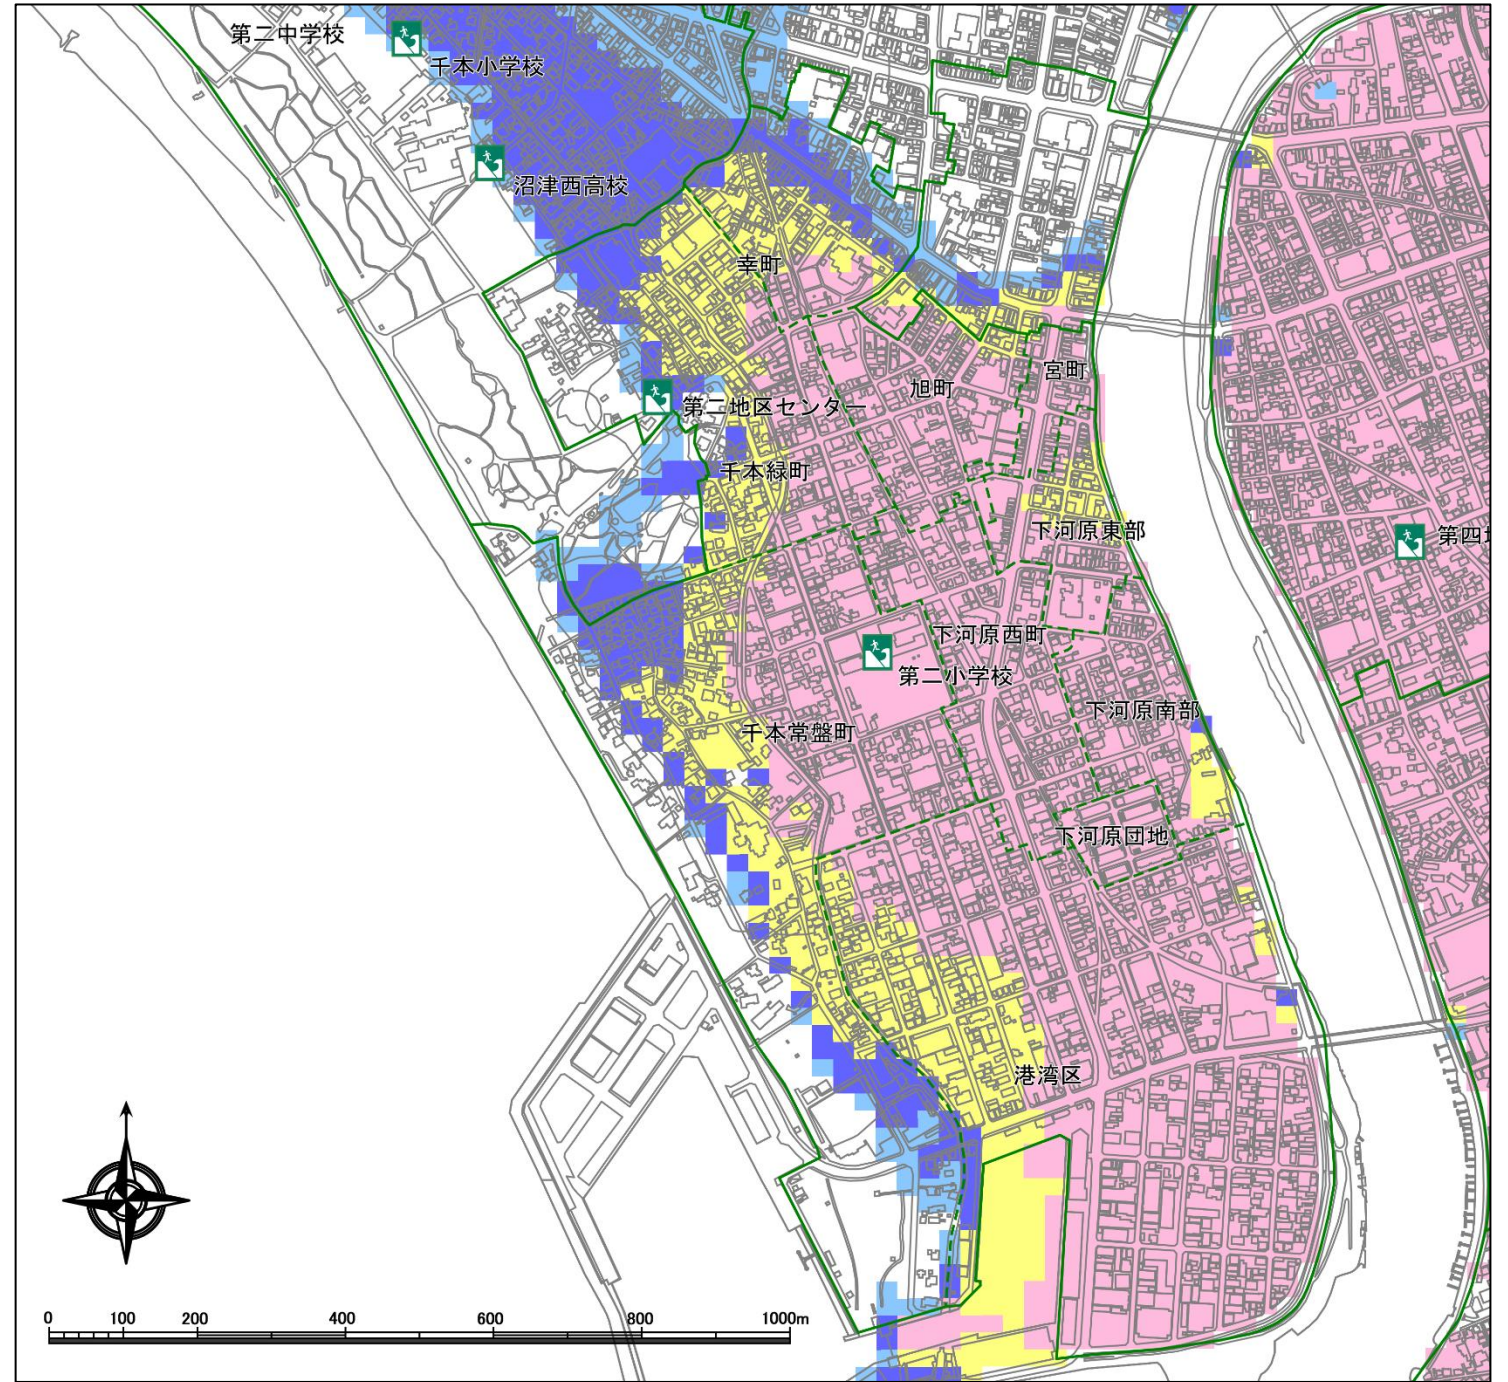 第二中学校
千本小学校
沼津西高校
幸町
宮町
旭町
第二地区センター
千本緑町
下河原東部
第四
下河原西町
第二小学校
下河原南部
千本常盤町
下河原団地
港湾区
0 100 200 400 600 800 1000m